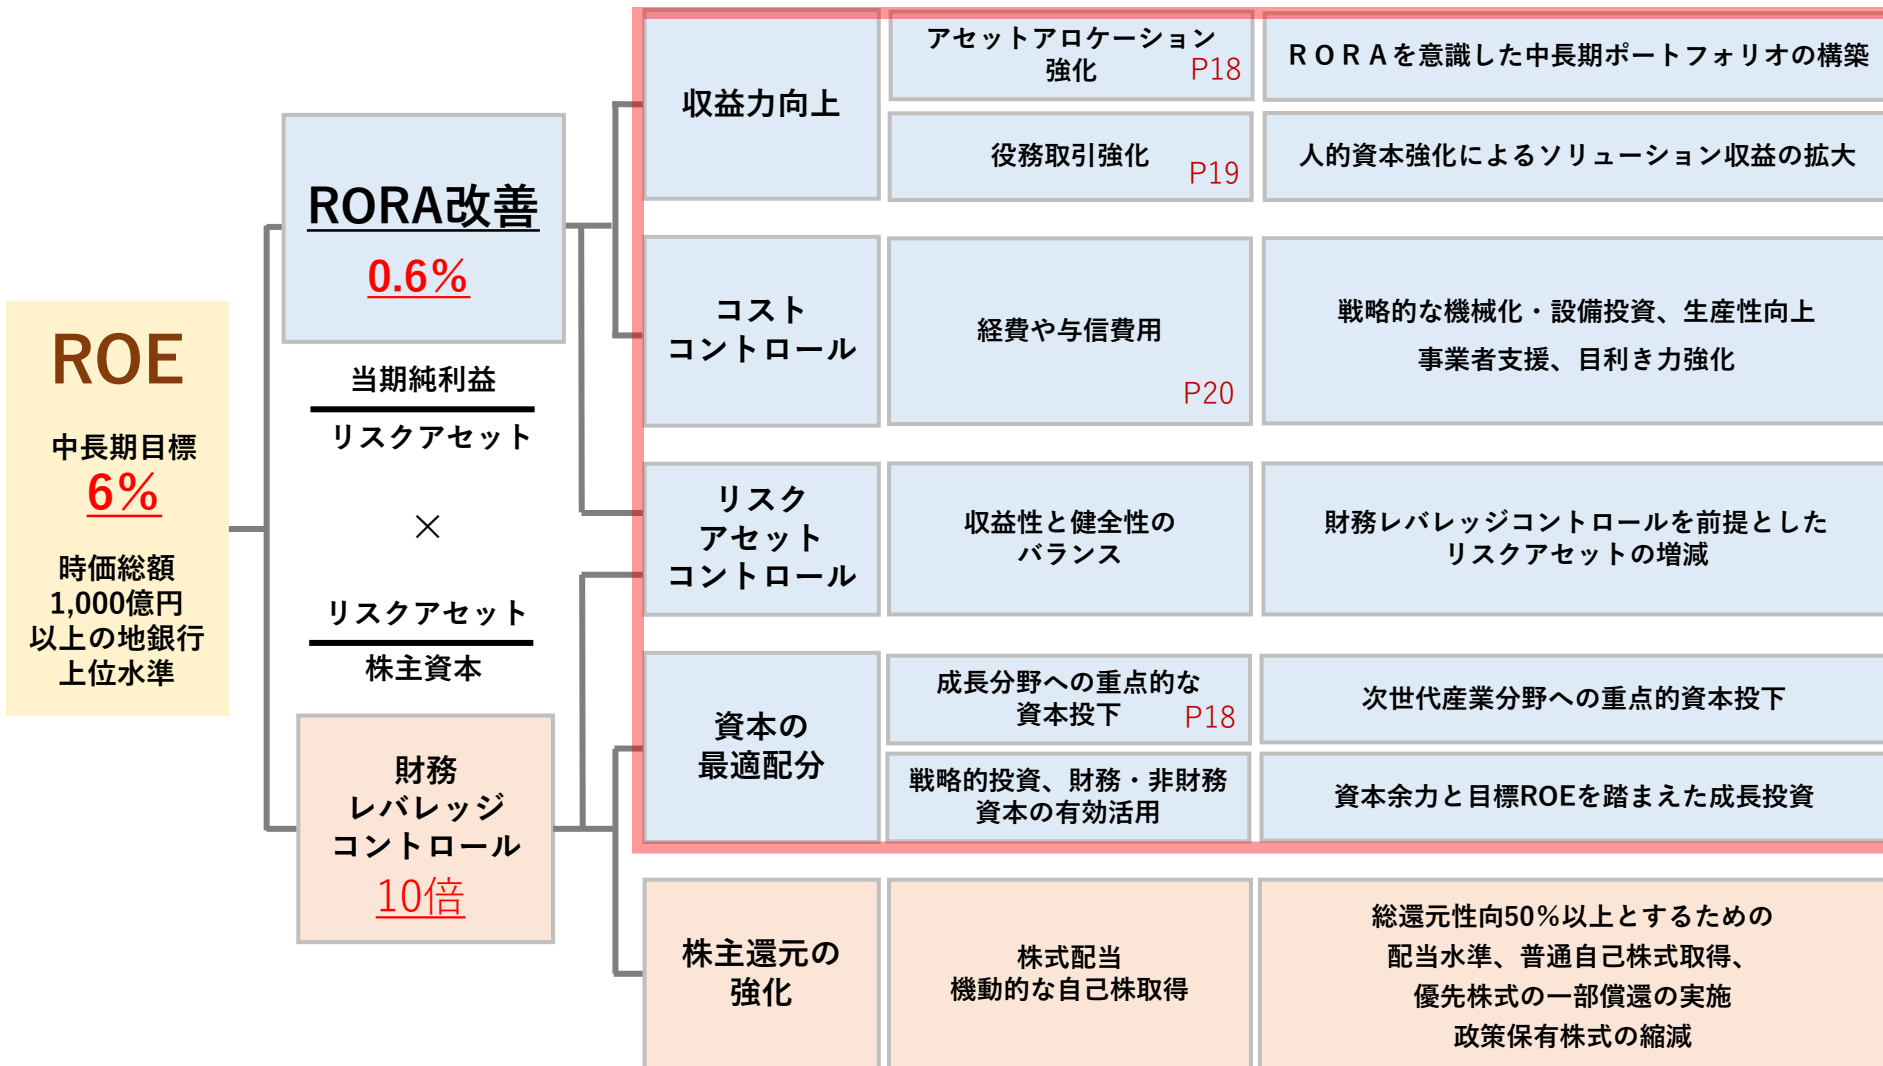 ROE
中長期目標
6%
時価総額
1,000億円
以上の地銀行
上位水準
RORA改善
0.6%
当期純利益
リスクアセット
×
リスクアセット
株主資本
財務
レバレッジ
コントロール
10倍
収益力向上
アセットアロケーション
強化
P18
ＲＯＲＡを意識した中長期ポートフォリオの構築
役務取引強化
P19
人的資本強化によるソリューション収益の拡大
コスト
コントロール
経費や与信費用
P20
戦略的な機械化・設備投資、生産性向上
事業者支援、目利き力強化
リスク
アセット
コントロール
収益性と健全性の
バランス
財務レバレッジコントロールを前提とした
リスクアセットの増減
資本の
最適配分
成長分野への重点的な
資本投下
P18
次世代産業分野への重点的資本投下
戦略的投資、財務・非財務
資本の有効活用
資本余力と目標ROEを踏まえた成長投資
株主還元の
強化
株式配当
機動的な自己株取得
総還元性向50％以上とするための
配当水準、普通自己株式取得、
優先株式の一部償還の実施
政策保有株式の縮減